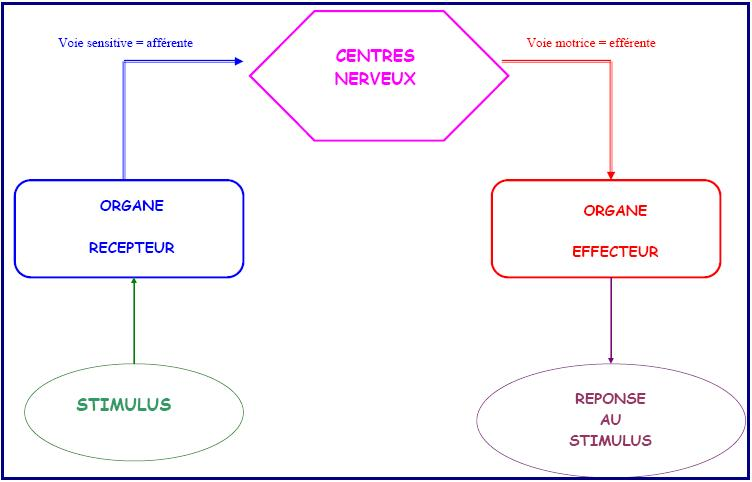 Voie sensitive = afférente
CENTRES
NERVEUX
Voie motrice = efférente
ORGANE
RECEPTEUR
ORGANE
EFFECTEUR
STIMULUS
REPONSE
AU
STIMULUS